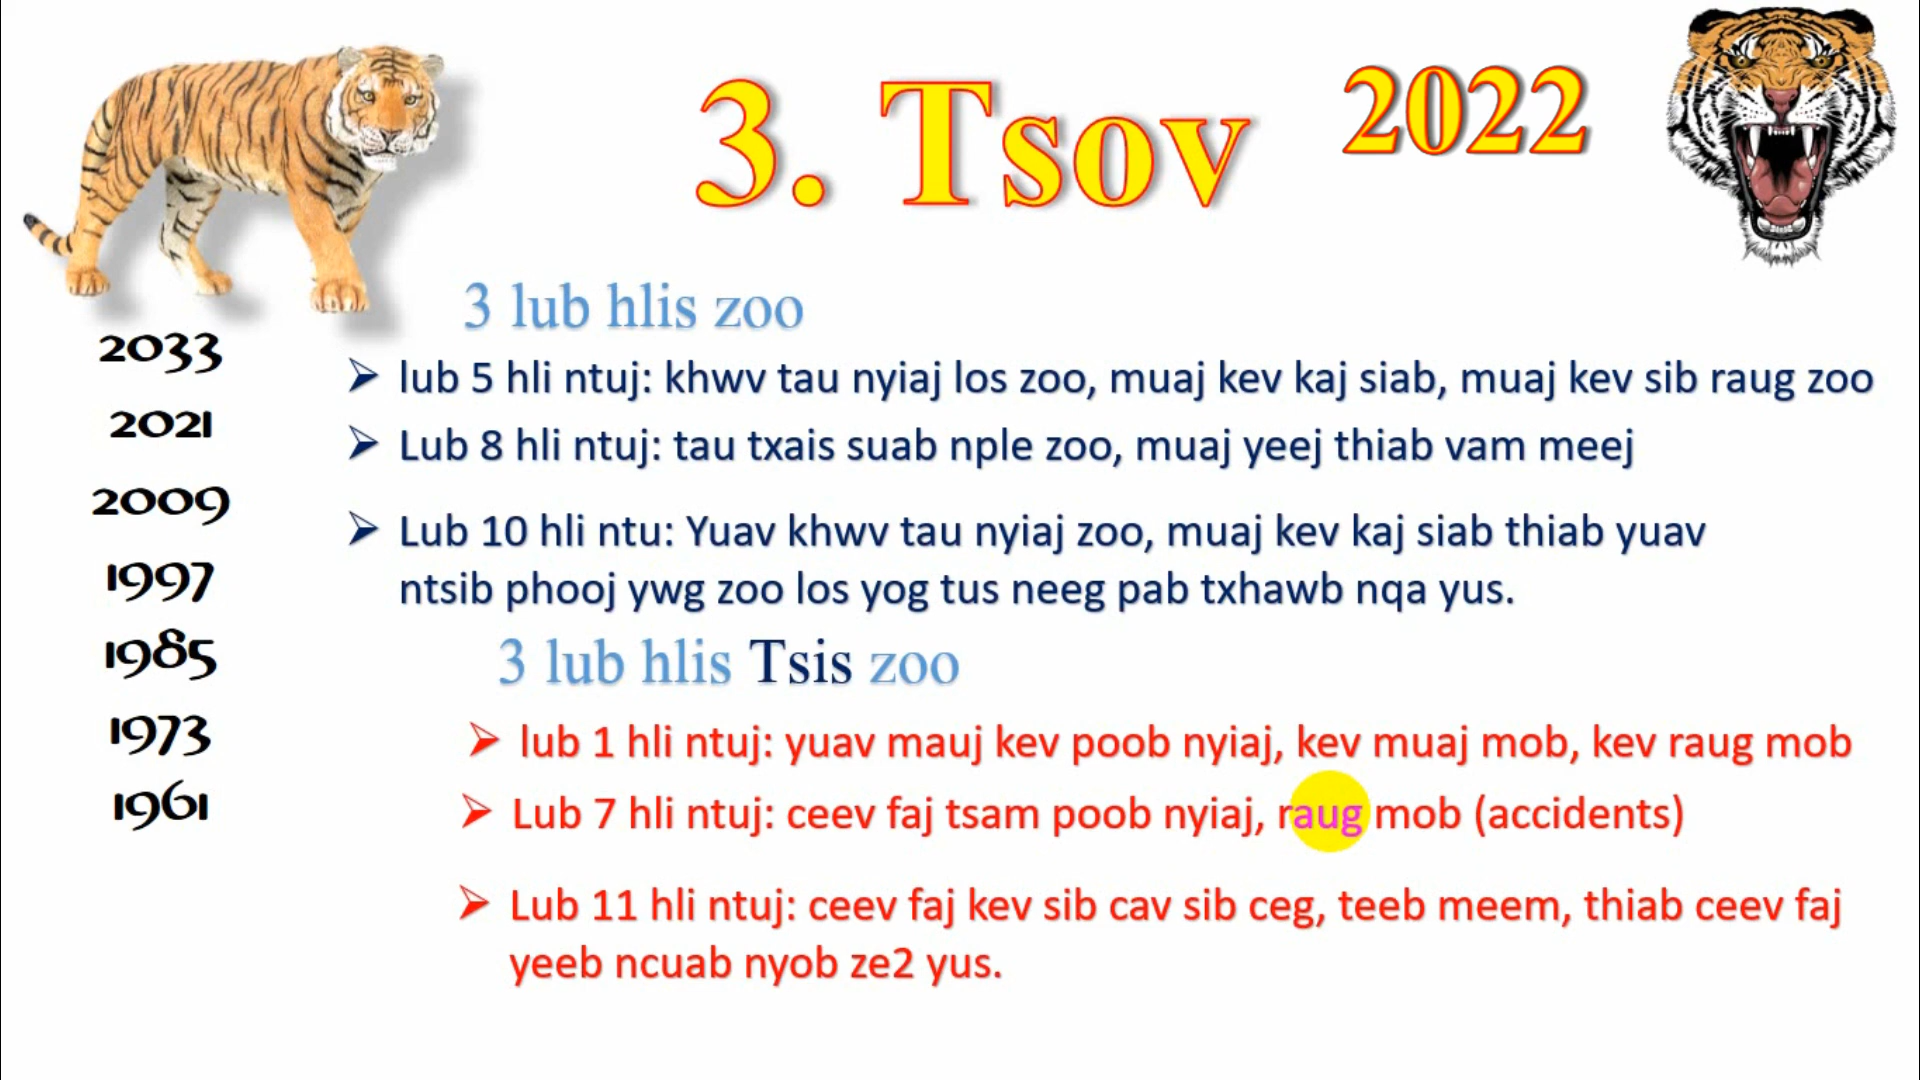 3. Tsov
2022
2033
2021
2009
1997
1985
1973
1961
3 lub hlis zoo
lub 5 hli ntuj: khwv tau nyiaj los zoo, muaj kev kaj siab, muaj kev sib raug zoo
Lub 8 hli ntuj: tau txais suab nple zoo, muaj yeej thiab vam meej
Lub 10 hli ntu: Yuav khwv tau nyiaj zoo, muaj kev kaj siab thiab yuav
ntsib phooj ywg zoo los yog tus neeg pab txhawb nqa yus.
3 lub hlis Tsis zoo
lub 1 hli ntuj: yuav mauj kev poob nyiaj, kev muaj mob, kev raug mob
Lub 7 hli ntuj: ceev faj tsam poob nyiaj, raug mob (accidents)
Lub 11 hli ntuj: ceev faj kev sib cav sib ceg, teeb meem, thiab ceev faj
yeeb ncuab nyob ze2 yus.